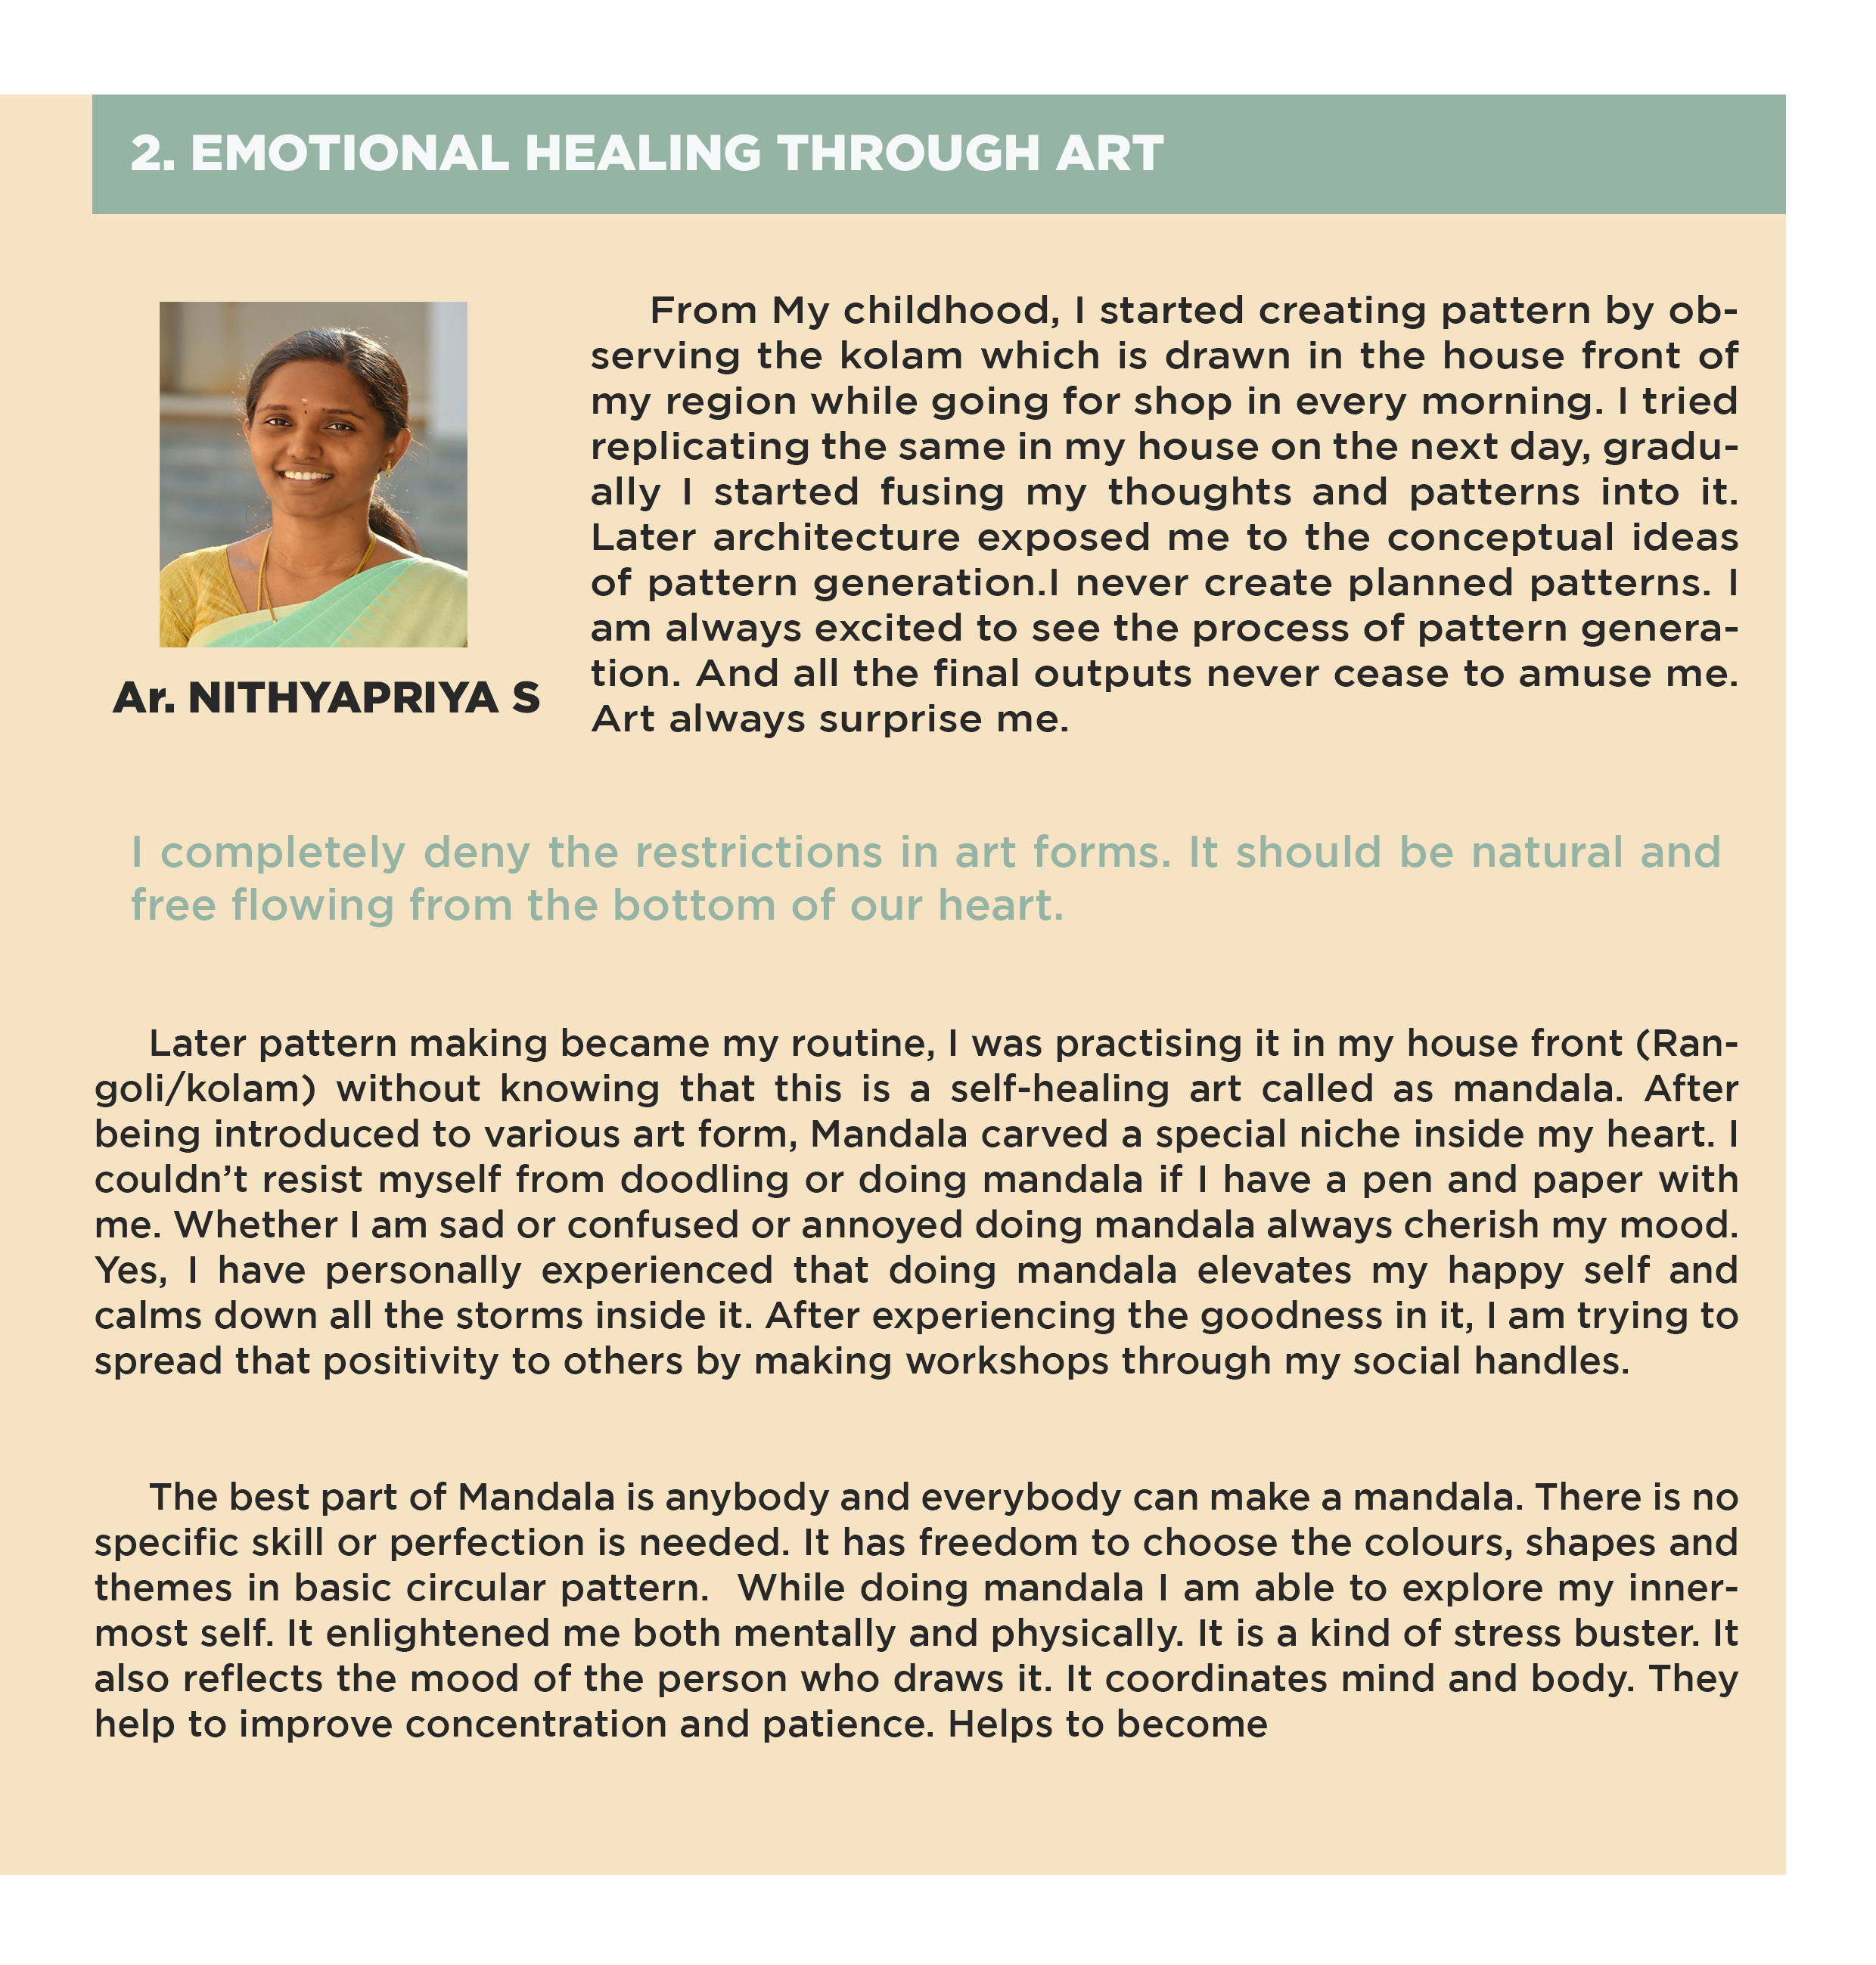 2. EMOTIONAL HEALING THROUGH ART
Ar. NITHYAPRIYA S
From My childhood, I started creating pattern by ob-
serving the kolam which is drawn in the house front of
my region while going for shop in every morning. I tried
replicating the same in my house on the next day, gradu-
ally I started fusing my thoughts and patterns into it.
Later architecture exposed me to the conceptual ideas
of pattern generation.I never create planned patterns. I
am always excited to see the process of pattern genera-
tion. And all the final outputs never cease to amuse me.
Art always surprise me.
I completely deny the restrictions in art forms. It should be natural and
free flowing from the bottom of our heart.
Later pattern making became my routine, I was practising it in my house front (Ran-
goli/kolam) without knowing that this is a self-healing art called as mandala. After
being introduced to various art form, Mandala carved a special niche inside my heart. I
couldn’t resist myself from doodling or doing mandala if I have a pen and paper with
me. Whether I am sad or confused or annoyed doing mandala always cherish my mood.
Yes, I have personally experienced that doing mandala elevates my happy self and
calms down all the storms inside it. After experiencing the goodness in it, I am trying to
spread that positivity to others by making workshops through my social handles.
The best part of Mandala is anybody and everybody can make a mandala. There is no
specific skill or perfection is needed. It has freedom to choose the colours, shapes and
themes in basic circular pattern.  While doing mandala I am able to explore my inner-
most self. It enlightened me both mentally and physically. It is a kind of stress buster. It
also reflects the mood of the person who draws it. It coordinates mind and body. They
help to improve concentration and patience. Helps to become